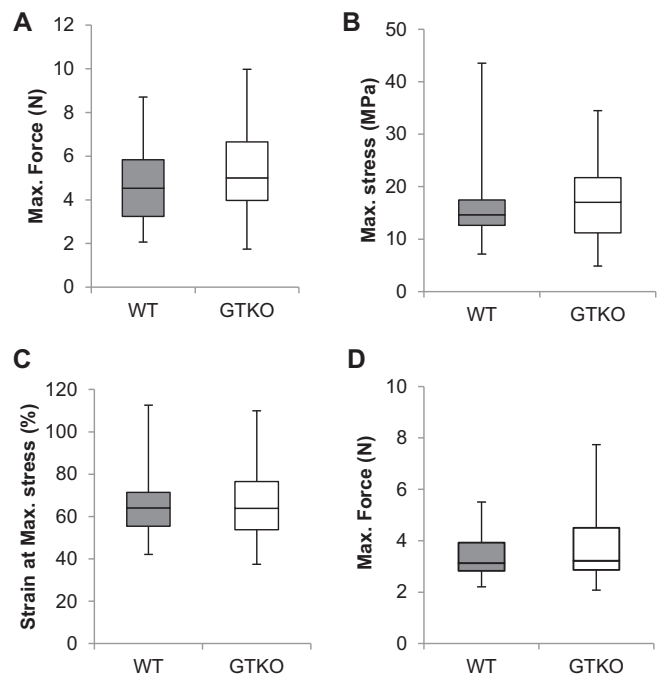 A
Max. Force (N)
12
10
8
6
4
2
0
WT
GTKO
B
Max. stress (MPa)
50
40
30
20
10
0
WT
GTKO
C
Strain at Max. stress (%)
120
100
80
60
40
20
0
WT
GTKO
D
Max. Force (N)
10
8
6
4
2
0
WT
GTKO